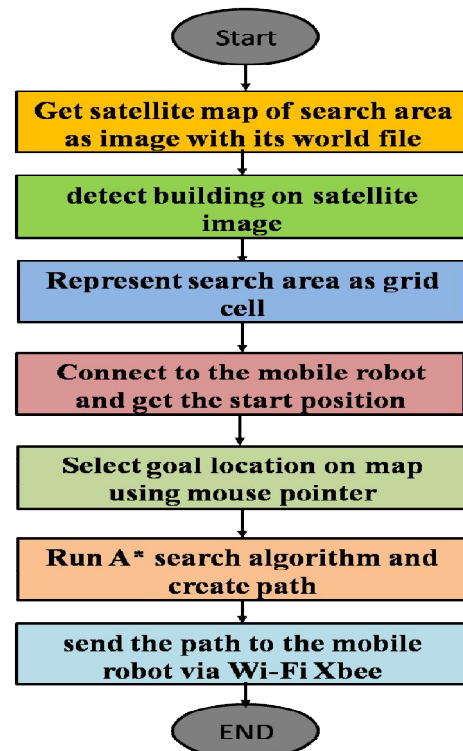 Start
Get satellite map of search area
as image with its world file
detect building on satellite
image
Represent search area as grid
cell
Connect to the mobile robot
and get the start position
Select goal location on map
using mouse pointer
Run A* search algorithm and
create path
send the path to the mobile
robot via Wi-Fi Xbee
END